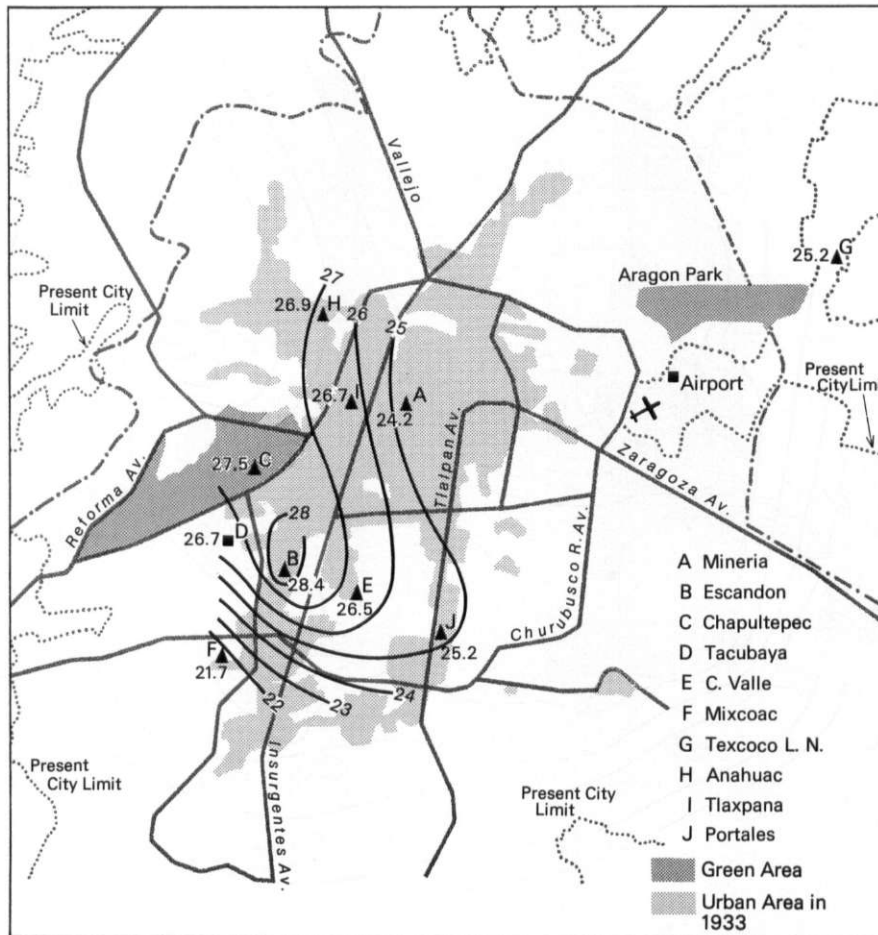 Vallejo
25.2 G
Aragon Park
27
Present City
Limit
26.9 H
26
25
Airport
Present
CityLim
26.7 I
A
24.2
Tlalpan Av.
Zaragoza Av.
27.5 C
Reforma Av.
28
D
26.7
B
28.4
E
26.5
Churubusco R. Av.
J
25.2
F
21.7
22
23
24
Insurgentes Av.
Present
City Limit
Present City
Limit
A Mineria
B Escandon
C Chapultepec
D Tacubaya
E C. Valle
F Mixcoac
G Texcoco L. N.
H Anahuac
I Tlaxpana
J Portales
Green Area
Urban Area in
1933